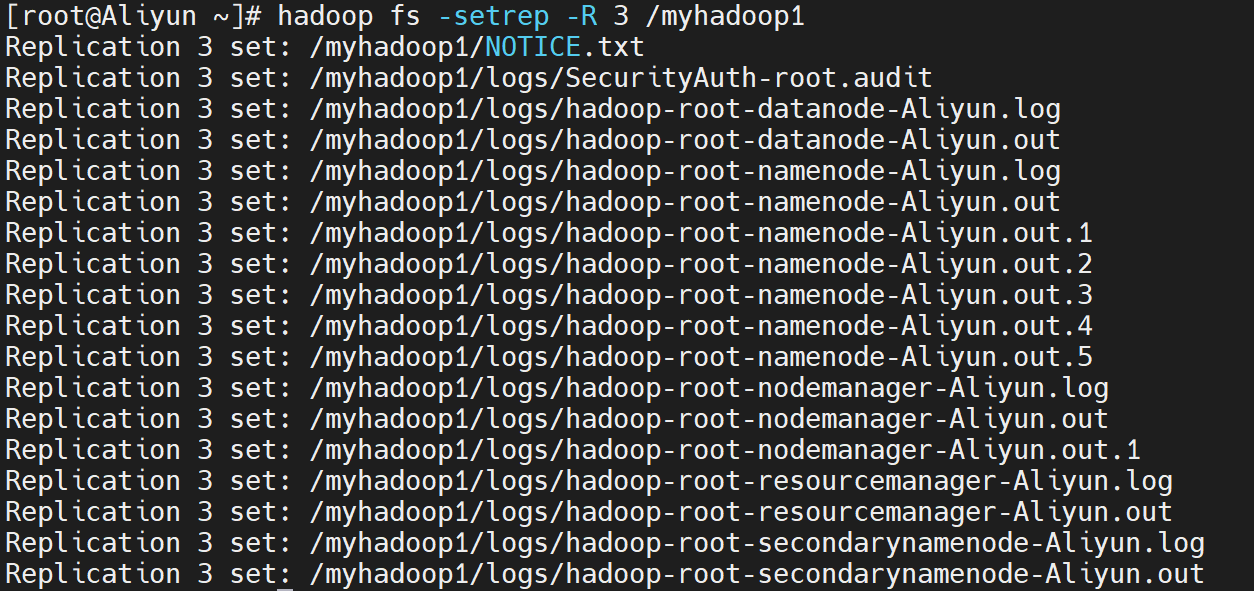 [root@Aliyun ~]# hadoop fs -setrep -R 3 /myhadoop1
Replication 3 set: /myhadoop1/NOTICE.txt
Replication 3 set: /myhadoop1/logs/SecurityAuth-root.audit
Replication 3 set: /myhadoop1/logs/hadoop-root-datanode-Aliyun.log
Replication 3 set: /myhadoop1/logs/hadoop-root-datanode-Aliyun.out
Replication 3 set: /myhadoop1/logs/hadoop-root-namenode-Aliyun.log
Replication 3 set: /myhadoop1/logs/hadoop-root-namenode-Aliyun.out
Replication 3 set: /myhadoop1/logs/hadoop-root-namenode-Aliyun.out.1
Replication 3 set: /myhadoop1/logs/hadoop-root-namenode-Aliyun.out.2
Replication 3 set: /myhadoop1/logs/hadoop-root-namenode-Aliyun.out.3
Replication 3 set: /myhadoop1/logs/hadoop-root-namenode-Aliyun.out.4
Replication 3 set: /myhadoop1/logs/hadoop-root-namenode-Aliyun.out.5
Replication 3 set: /myhadoop1/logs/hadoop-root-nodemanager-Aliyun.log
Replication 3 set: /myhadoop1/logs/hadoop-root-nodemanager-Aliyun.out
Replication 3 set: /myhadoop1/logs/hadoop-root-nodemanager-Aliyun.out.1
Replication 3 set: /myhadoop1/logs/hadoop-root-resourcemanager-Aliyun.log
Replication 3 set: /myhadoop1/logs/hadoop-root-resourcemanager-Aliyun.out
Replication 3 set: /myhadoop1/logs/hadoop-root-secondarynamenode-Aliyun.log
Replication 3 set: /myhadoop1/logs/hadoop-root-secondarynamenode-Aliyun.out